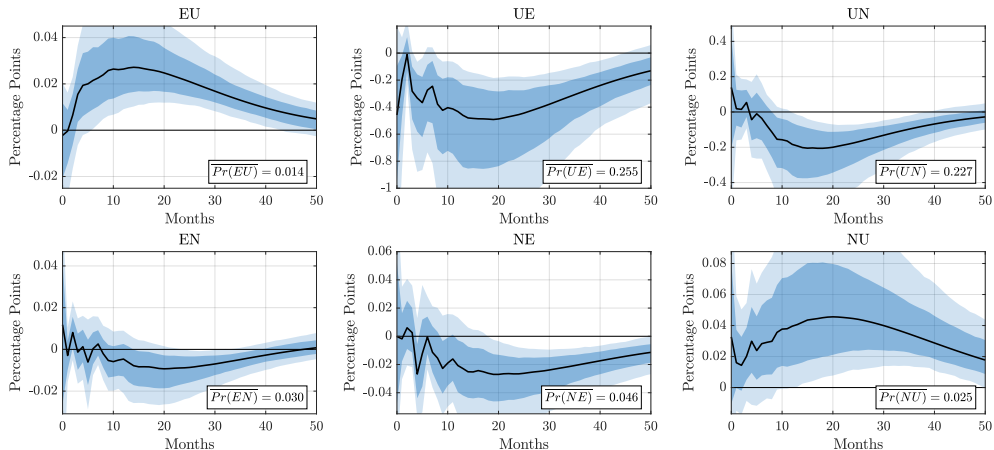 EU
Percentage Points
0.04
0.02
0
-0.02
$\overline{Pr(EU)} = 0.014$
0 10 20 30 40 50
Months
UE
Percentage Points
0
-0.2
-0.4
-0.6
-0.8
-1
$\overline{Pr(UE)} = 0.255$
0 10 20 30 40 50
Months
UN
Percentage Points
0.4
0.2
0
-0.2
-0.4
$\overline{Pr(UN)} = 0.227$
0 10 20 30 40 50
Months
EN
Percentage Points
0.04
0.02
0
-0.02
$\overline{Pr(EN)} = 0.030$
0 10 20 30 40 50
Months
NE
Percentage Points
0.06
0.04
0.02
0
-0.02
-0.04
$\overline{Pr(NE)} = 0.046$
0 10 20 30 40 50
Months
NU
Percentage Points
0.08
0.06
0.04
0.02
0
$\overline{Pr(NU)} = 0.025$
0 10 20 30 40 50
Months